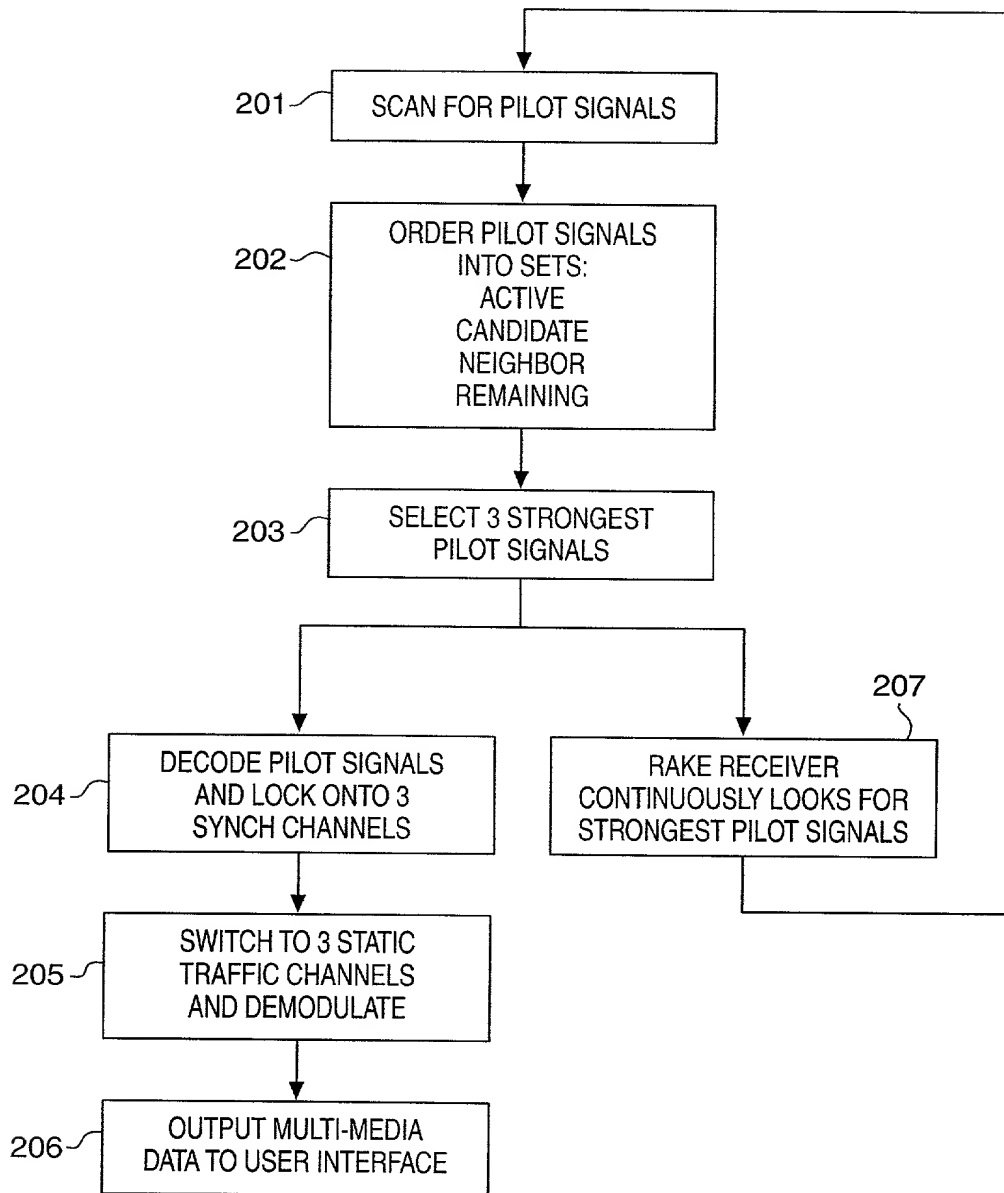 201
SCAN FOR PILOT SIGNALS
202
ORDER PILOT SIGNALS
INTO SETS:
ACTIVE
CANDIDATE
NEIGHBOR
REMAINING
203
SELECT 3 STRONGEST
PILOT SIGNALS
204
DECODE PILOT SIGNALS
AND LOCK ONTO 3
SYNCH CHANNELS
207
RAKE RECEIVER
CONTINUOUSLY LOOKS FOR
STRONGEST PILOT SIGNALS
205
SWITCH TO 3 STATIC
TRAFFIC CHANNELS
AND DEMODULATE
206
OUTPUT MULTI-MEDIA
DATA TO USER INTERFACE